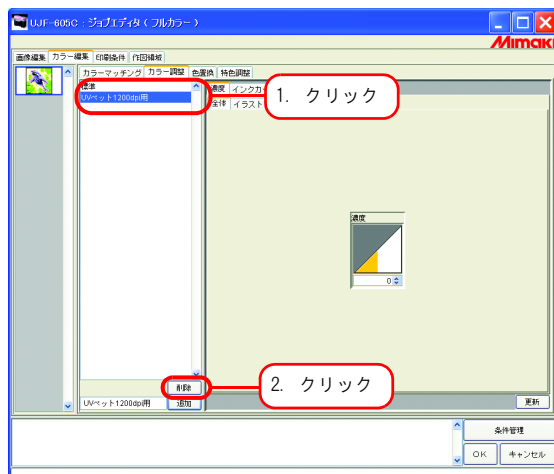 UJF-605C : ジョブエディタ ( フルカラー )
Mimaki
画像編集 カラー編集 印刷条件 作図領域
カラーマッチング カラー調整 色置換 特色調整
標準
UVペット1200dpi用
濃度 インクカ
全体 イラスト
1. クリック
濃度
0
削除
2. クリック
UVペット1200dpi用 追加
更新
条件管理
OK キャンセル